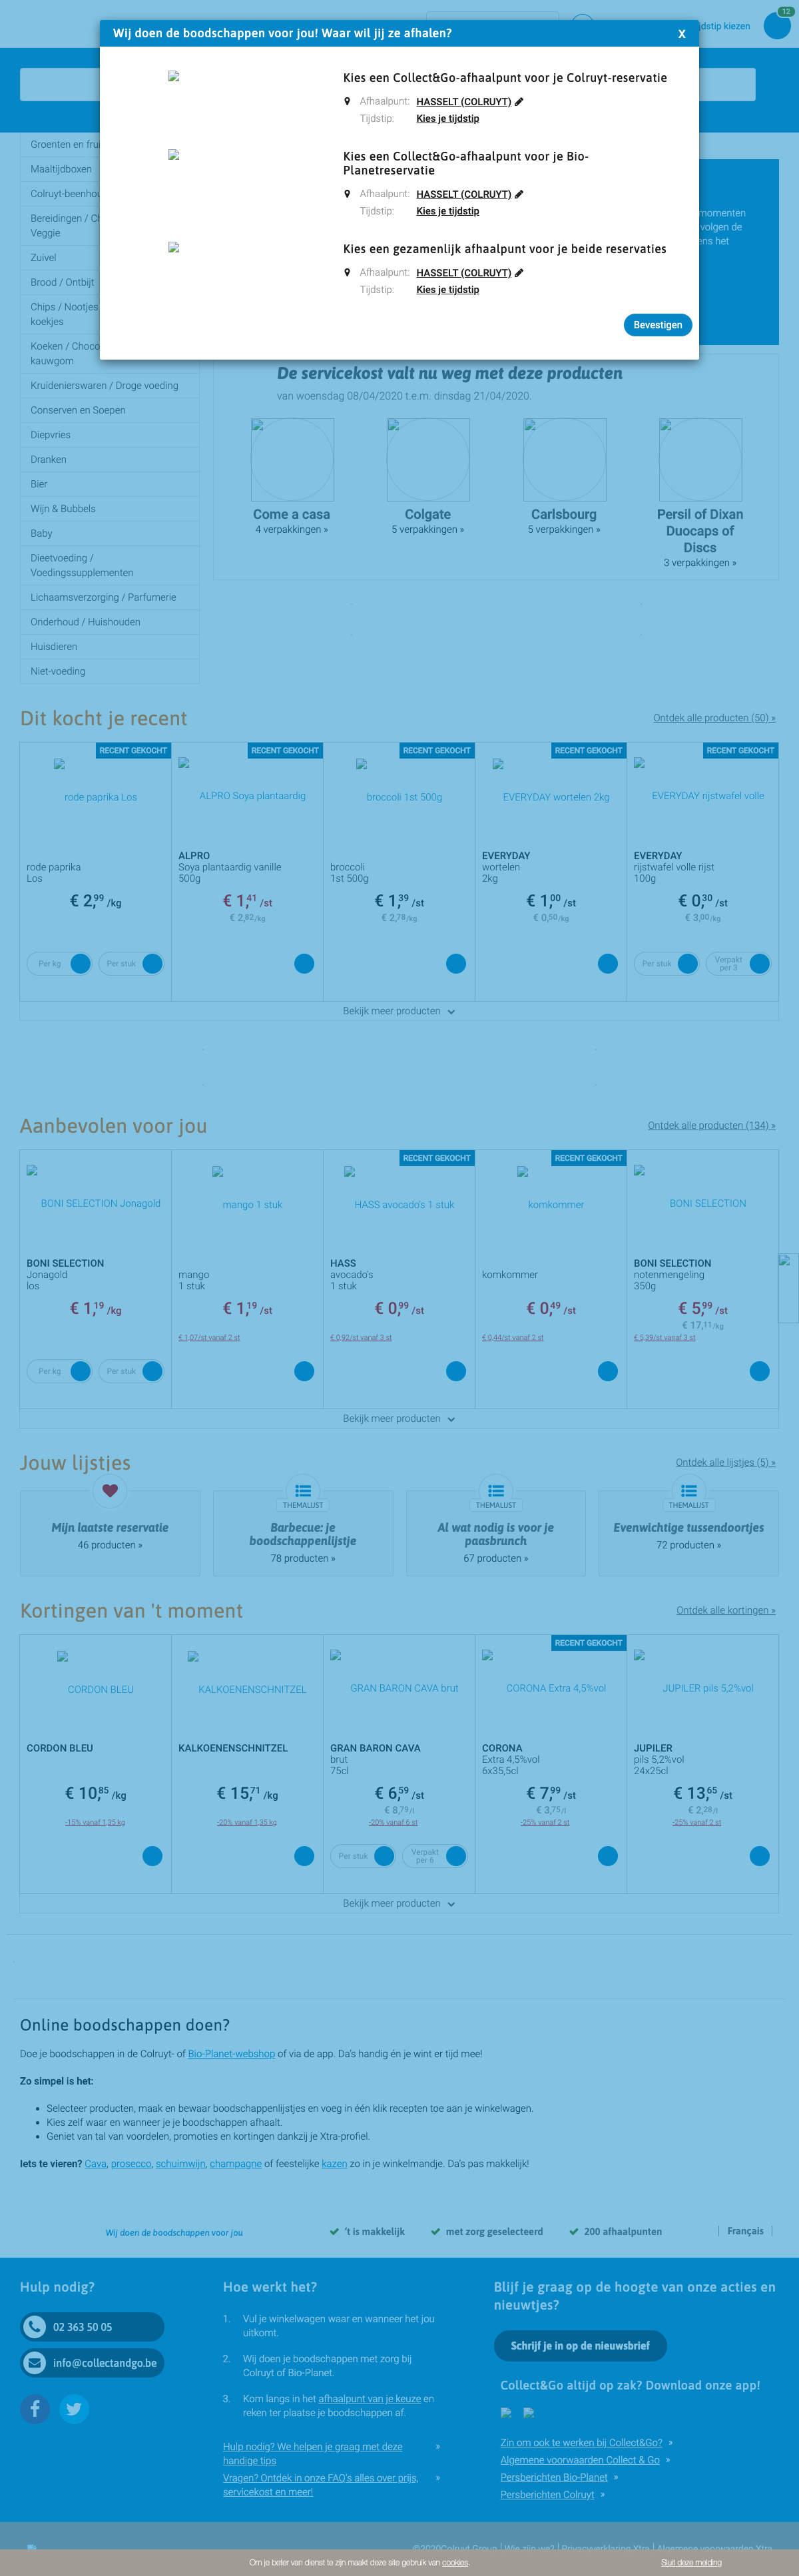 Wij doen de boodschappen voor jou! Waar wil jij ze afhalen?
X
tijdstip kiezen
12
Kies een Collect&Go-afhaalpunt voor je Colruyt-reservatie
Afhaalpunt: HASSELT (COLRUYT)
Tijdstip: Kies je tijdstip
Kies een Collect&Go-afhaalpunt voor je Bio-
Planetreservatie
Afhaalpunt: HASSELT (COLRUYT)
Tijdstip: Kies je tijdstip
Kies een gezamenlijk afhaalpunt voor je beide reservaties
Afhaalpunt: HASSELT (COLRUYT)
Tijdstip: Kies je tijdstip
Bevestigen
momenten
volgen de
ens het
Groenten en
Maaltijdboxen
Bereidingen /
Veggie
Zuivel
Brood / Ontbijt
Chips / Nootjes
koekjes
Koeken /
kauwgom
Kruidenierswaren / Droge voeding
Conserven en Soepen
Diepvries
Dranken
Bier
Wijn & Bubbels
Baby
Dieetvoeding /
Voedingssupplementen
Lichaamsverzorging / Parfumerie
Onderhoud / Huishouden
Huisdieren
Niet-voeding
De servicekost valt nu weg met deze producten
van woensdag 08/04/2020 t.e.m. dinsdag 21/04/2020.
Come a casa
4 verpakkingen »
Colgate
5 verpakkingen »
Carlsbourg
5 verpakkingen »
Persil of Dixan
Duocaps of
Discs
3 verpakkingen »
Dit kocht je recent
Ontdek alle producten (50) »
RECENT GEKOCHT RECENT GEKOCHT RECENT GEKOCHT RECENT GEKOCHT RECENT GEKOCHT
rode paprika Los
ALPRO Soya plantaardig
broccoli 1st 500g
EVERYDAY wortelen 2kg
EVERYDAY rijstwafel volle
rode paprika
Los
€ 2,99 /kg
Per kg
Per stuk
ALPRO
Soya plantaardig vanille
500g
€ 1,41 /st
€ 2,82/kg
broccoli
1st 500g
€ 1,39 /st
€ 2,78/kg
EVERYDAY
wortelen
2kg
€ 1,00 /st
€ 0,50/kg
EVERYDAY
rijstwafel volle rijst
100g
€ 0,30 /st
€ 3,00/kg
Per stuk
Verpakt
per 3
Bekijk meer producten
Aanbevolen voor jou
Ontdek alle producten (134) »
RECENT GEKOCHT RECENT GEKOCHT
BONI SELECTION Jonagold
mango 1 stuk
HASS avocado's 1 stuk
komkommer
BONI SELECTION
BONI SELECTION
Jonagold
los
€ 1,19 /kg
Per kg
Per stuk
mango
1 stuk
€ 1,19 /st
€ 1,07/st vanaf 2 st
HASS
avocado's
1 stuk
€ 0,99 /st
€ 0,92/st vanaf 3 st
komkommer
€ 0,49 /st
€ 0,44/st vanaf 2 st
BONI SELECTION
notenmengeling
350g
€ 5,99 /st
€ 17,11/kg
€ 5,39/st vanaf 3 st
Bekijk meer producten
Jouw lijstjes
Ontdek alle lijstjes (5) »
Mijn laatste reservatie
46 producten »
THEMALIJST
Barbecue: je
boodschappenlijstje
78 producten »
THEMALIJST
Al wat nodig is voor je
paasbrunch
67 producten »
THEMALIJST
Evenwichtige tussendoortjes
72 producten »
Kortingen van 't moment
Ontdek alle kortingen »
RECENT GEKOCHT
CORDON BLEU
KALKOENENSCHNITZEL
GRAN BARON CAVA brut
CORONA Extra 4,5%vol
JUPILER pils 5,2%vol
CORDON BLEU
€ 10,85 /kg
-15% vanaf 1,35 kg
KALKOENENSCHNITZEL
€ 15,71 /kg
-20% vanaf 1,35 kg
GRAN BARON CAVA
brut
75cl
€ 6,59 /st
€ 8,79/l
-20% vanaf 6 st
Per stuk
Verpakt
per 6
CORONA
Extra 4,5%vol
6x35,5cl
€ 7,99 /st
€ 3,75/l
-25% vanaf 2 st
JUPILER
pils 5,2%vol
24x25cl
€ 13,65 /st
€ 2,28/l
-25% vanaf 2 st
Bekijk meer producten
Online boodschappen doen?
Doe je boodschappen in de Colruyt- of Bio-Planet-webshop of via de app. Da's handig én je wint er tijd mee!
Zo simpel is het:
• Selecteer producten, maak en bewaar boodschappenlijstjes en voeg in één klik recepten toe aan je winkelwagen.
• Kies zelf waar en wanneer je je boodschappen afhaalt.
• Geniet van tal van voordelen, promoties en kortingen dankzij je Xtra-profiel.
Iets te vieren? Cava, prosecco, schuimwijn, champagne of feestelijke kazen zo in je winkelmandje. Da's pas makkelijk!
Wij doen de boodschappen voor jou
't is makkelijk
met zorg geselecteerd
200 afhaalpunten
| Français |
Hulp nodig?
02 363 50 05
info@collectandgo.be
Hoe werkt het?
1. Vul je winkelwagen waar en wanneer het jou
uitkomt.
2. Wij doen je boodschappen met zorg bij
Colruyt of Bio-Planet.
3. Kom langs in het afhaalpunt van je keuze en
reken ter plaatse je boodschappen af.
Hulp nodig? We helpen je graag met deze »
handige tips
Vragen? Ontdek in onze FAQ's alles over prijs, »
servicekost en meer!
Blijf je graag op de hoogte van onze acties en
nieuwtjes?
Schrijf je in op de nieuwsbrief
Collect&Go altijd op zak? Download onze app!
Zin om ook te werken bij Collect&Go? »
Algemene voorwaarden Collect & Go »
Persberichten Bio-Planet »
Persberichten Colruyt »
©2020Colruyt Group | Wie zijn we? | Privacyverklaring Xtra | Algemene voorwaarden Xtra
Om je beter van dienst te zijn maakt deze site gebruik van cookies.
Sluit deze melding